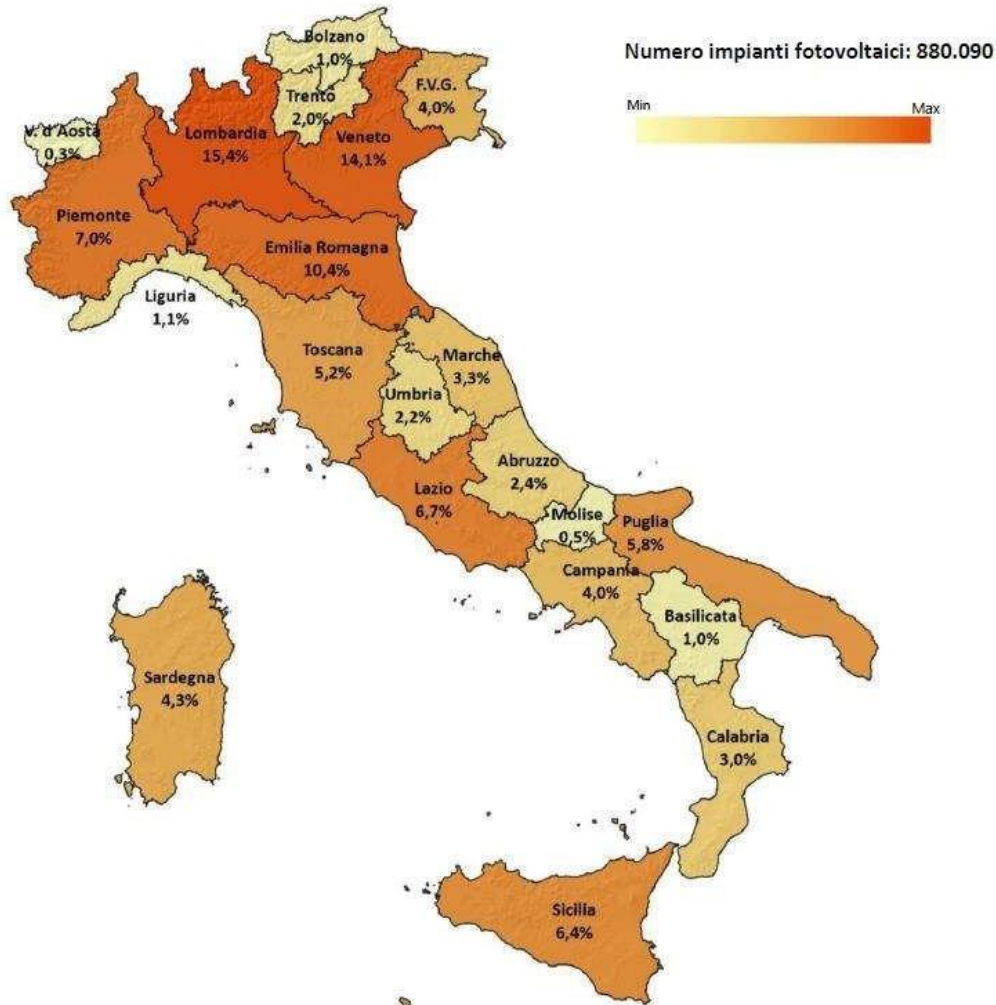 Bolzano
1,0%
Numero impianti fotovoltaici: 880.090
Min
Max
F.V.G.
4,0%
Trento
2,0%
V. d'Aosta
0,3%
Lombardia
15,4%
Veneto
14,1%
Piemonte
7,0%
Emilia Romagna
10,4%
Liguria
1,1%
Toscana
5,2%
Marche
3,3%
Umbria
2,2%
Abruzzo
2,4%
Lazio
6,7%
Molise
0,5%
Puglia
5,8%
Campania
4,0%
Basilicata
1,0%
Sardegna
4,3%
Calabria
3,0%
Sicilia
6,4%